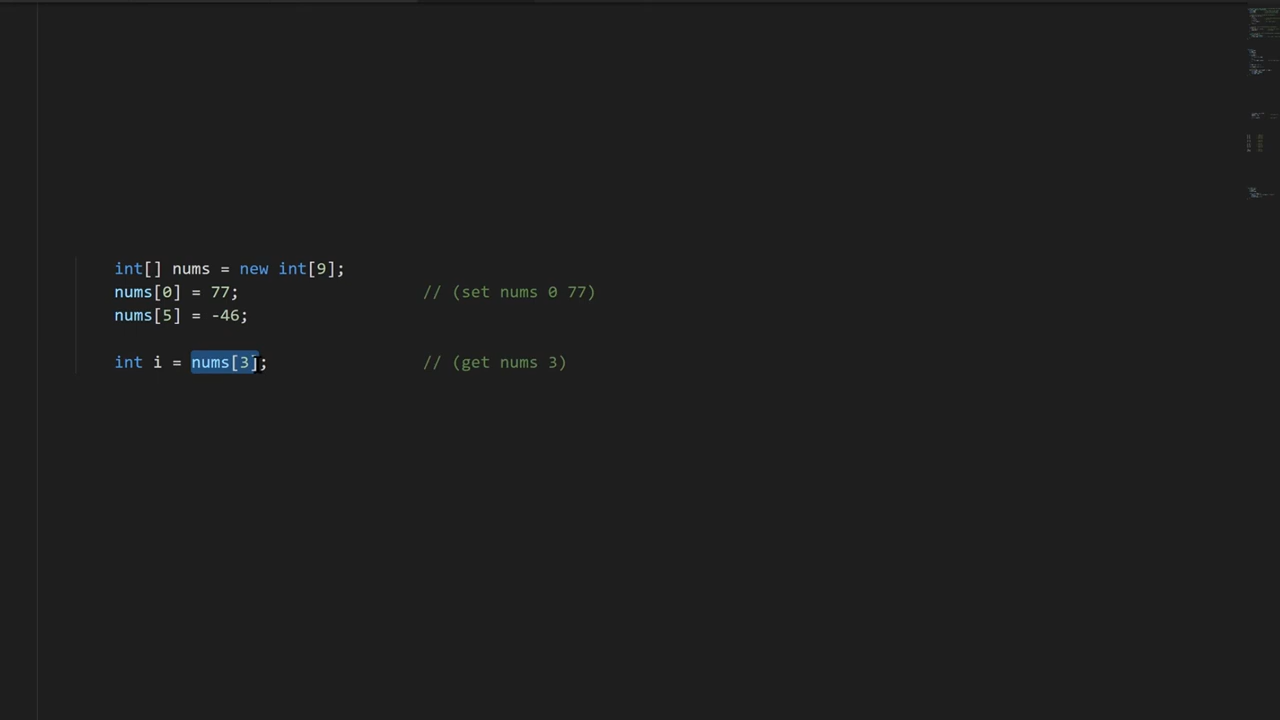 int[] nums = new int[9];
nums[0] = 77; // (set nums 0 77)
nums[5] = -46;
int i = nums[3]; // (get nums 3)